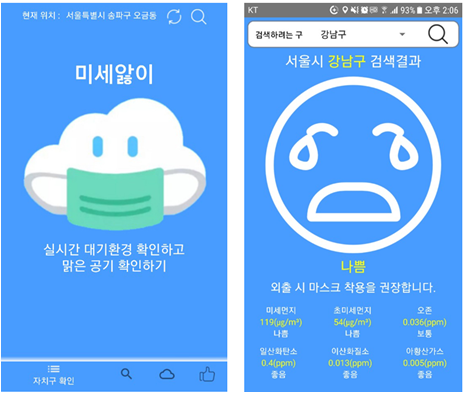 현재 위치 : 서울특별시 송파구 오금동
미세앓이
실시간 대기환경 확인하고
맑은 공기 확인하기
자치구 확인
KT 93% 오후 2:06
검색하려는 구 강남구
서울시 강남구 검색결과
나쁨
외출 시 마스크 착용을 권장합니다.
미세먼지 초미세먼지 오존
119(μg/m³) 54(μg/m³) 0.036(ppm)
나쁨 나쁨 보통
일산화탄소 이산화질소 아황산가스
0.4(ppm) 0.013(ppm) 0.005(ppm)
좋음 좋음 좋음